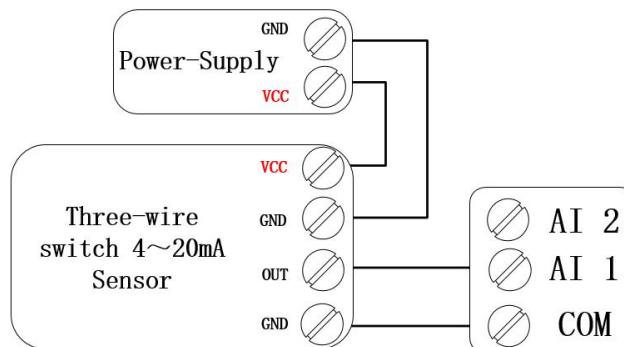 GND
Power-Supply
VCC
VCC
Three-wire
switch 4～20mA
Sensor
GND
OUT
GND
AI 2
AI 1
COM